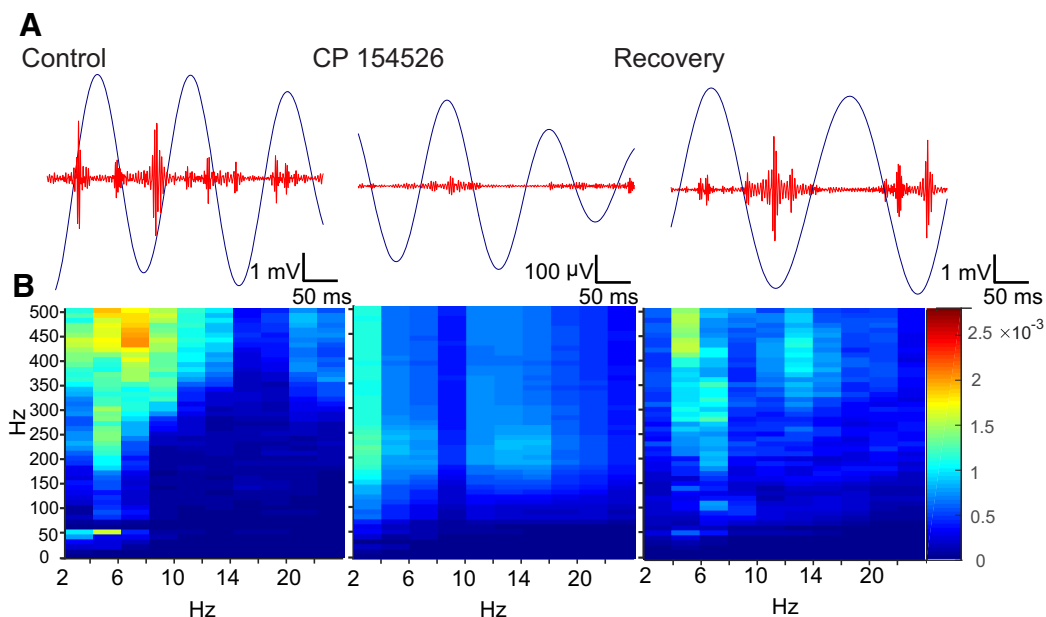 A
Control
CP 154526
Recovery
1 mV
50 ms
100 µV
50 ms
1 mV
50 ms
B
500
450
400
350
300
250
200
150
100
50
0
Hz
2 6 10 14 20
Hz
2 6 10 14 20
Hz
2 6 10 14 20
Hz
2.5 ×10⁻³
2
1.5
1
0.5
0